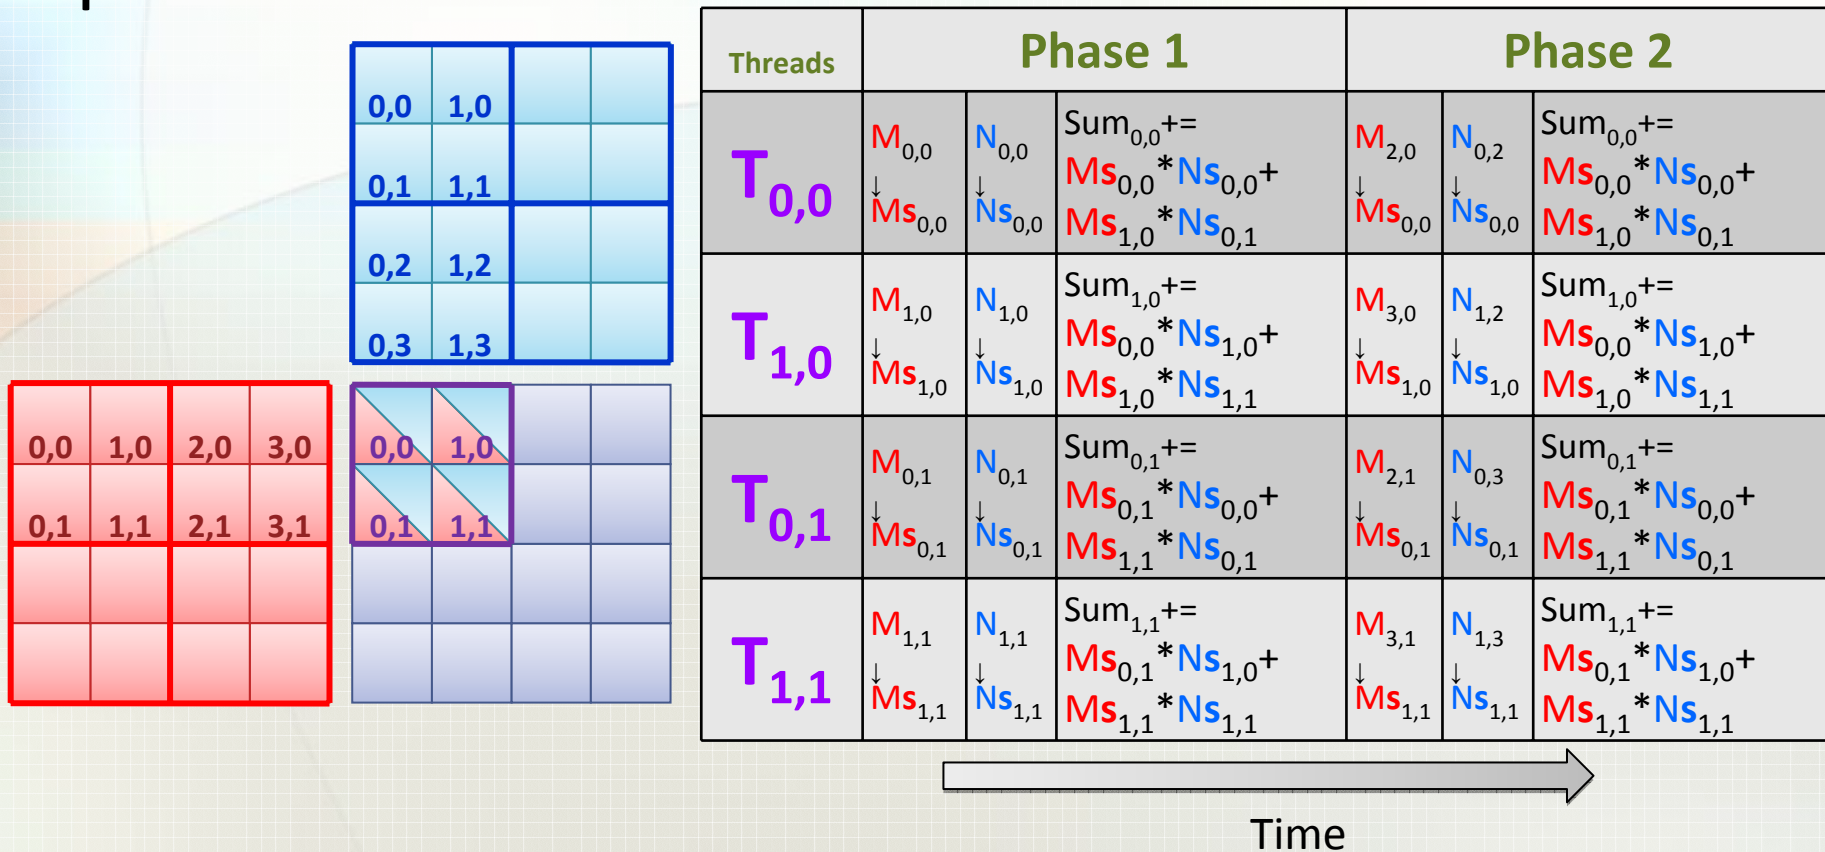 0,0 1,0
0,1 1,1
0,2 1,2
0,3 1,3
0,0 1,0 2,0 3,0
0,1 1,1 2,1 3,1
0,0 1,0
0,1 1,1
Threads Phase 1 Phase 2
T0,0
M0,0
↓
Ms0,0
N0,0
↓
Ns0,0
Sum0,0+=
Ms0,0*Ns0,0+
Ms1,0*Ns0,1
M2,0
↓
Ms0,0
N0,2
↓
Ns0,0
Sum0,0+=
Ms0,0*Ns0,0+
Ms1,0*Ns0,1
T1,0
M1,0
↓
Ms1,0
N1,0
↓
Ns1,0
Sum1,0+=
Ms0,0*Ns1,0+
Ms1,0*Ns1,1
M3,0
↓
Ms1,0
N1,2
↓
Ns1,0
Sum1,0+=
Ms0,0*Ns1,0+
Ms1,0*Ns1,1
T0,1
M0,1
↓
Ms0,1
N0,1
↓
Ns0,1
Sum0,1+=
Ms0,1*Ns0,0+
Ms1,1*Ns0,1
M2,1
↓
Ms0,1
N0,3
↓
Ns0,1
Sum0,1+=
Ms0,1*Ns0,0+
Ms1,1*Ns0,1
T1,1
M1,1
↓
Ms1,1
N1,1
↓
Ns1,1
Sum1,1+=
Ms0,1*Ns1,0+
Ms1,1*Ns1,1
M3,1
↓
Ms1,1
N1,3
↓
Ns1,1
Sum1,1+=
Ms0,1*Ns1,0+
Ms1,1*Ns1,1
Time